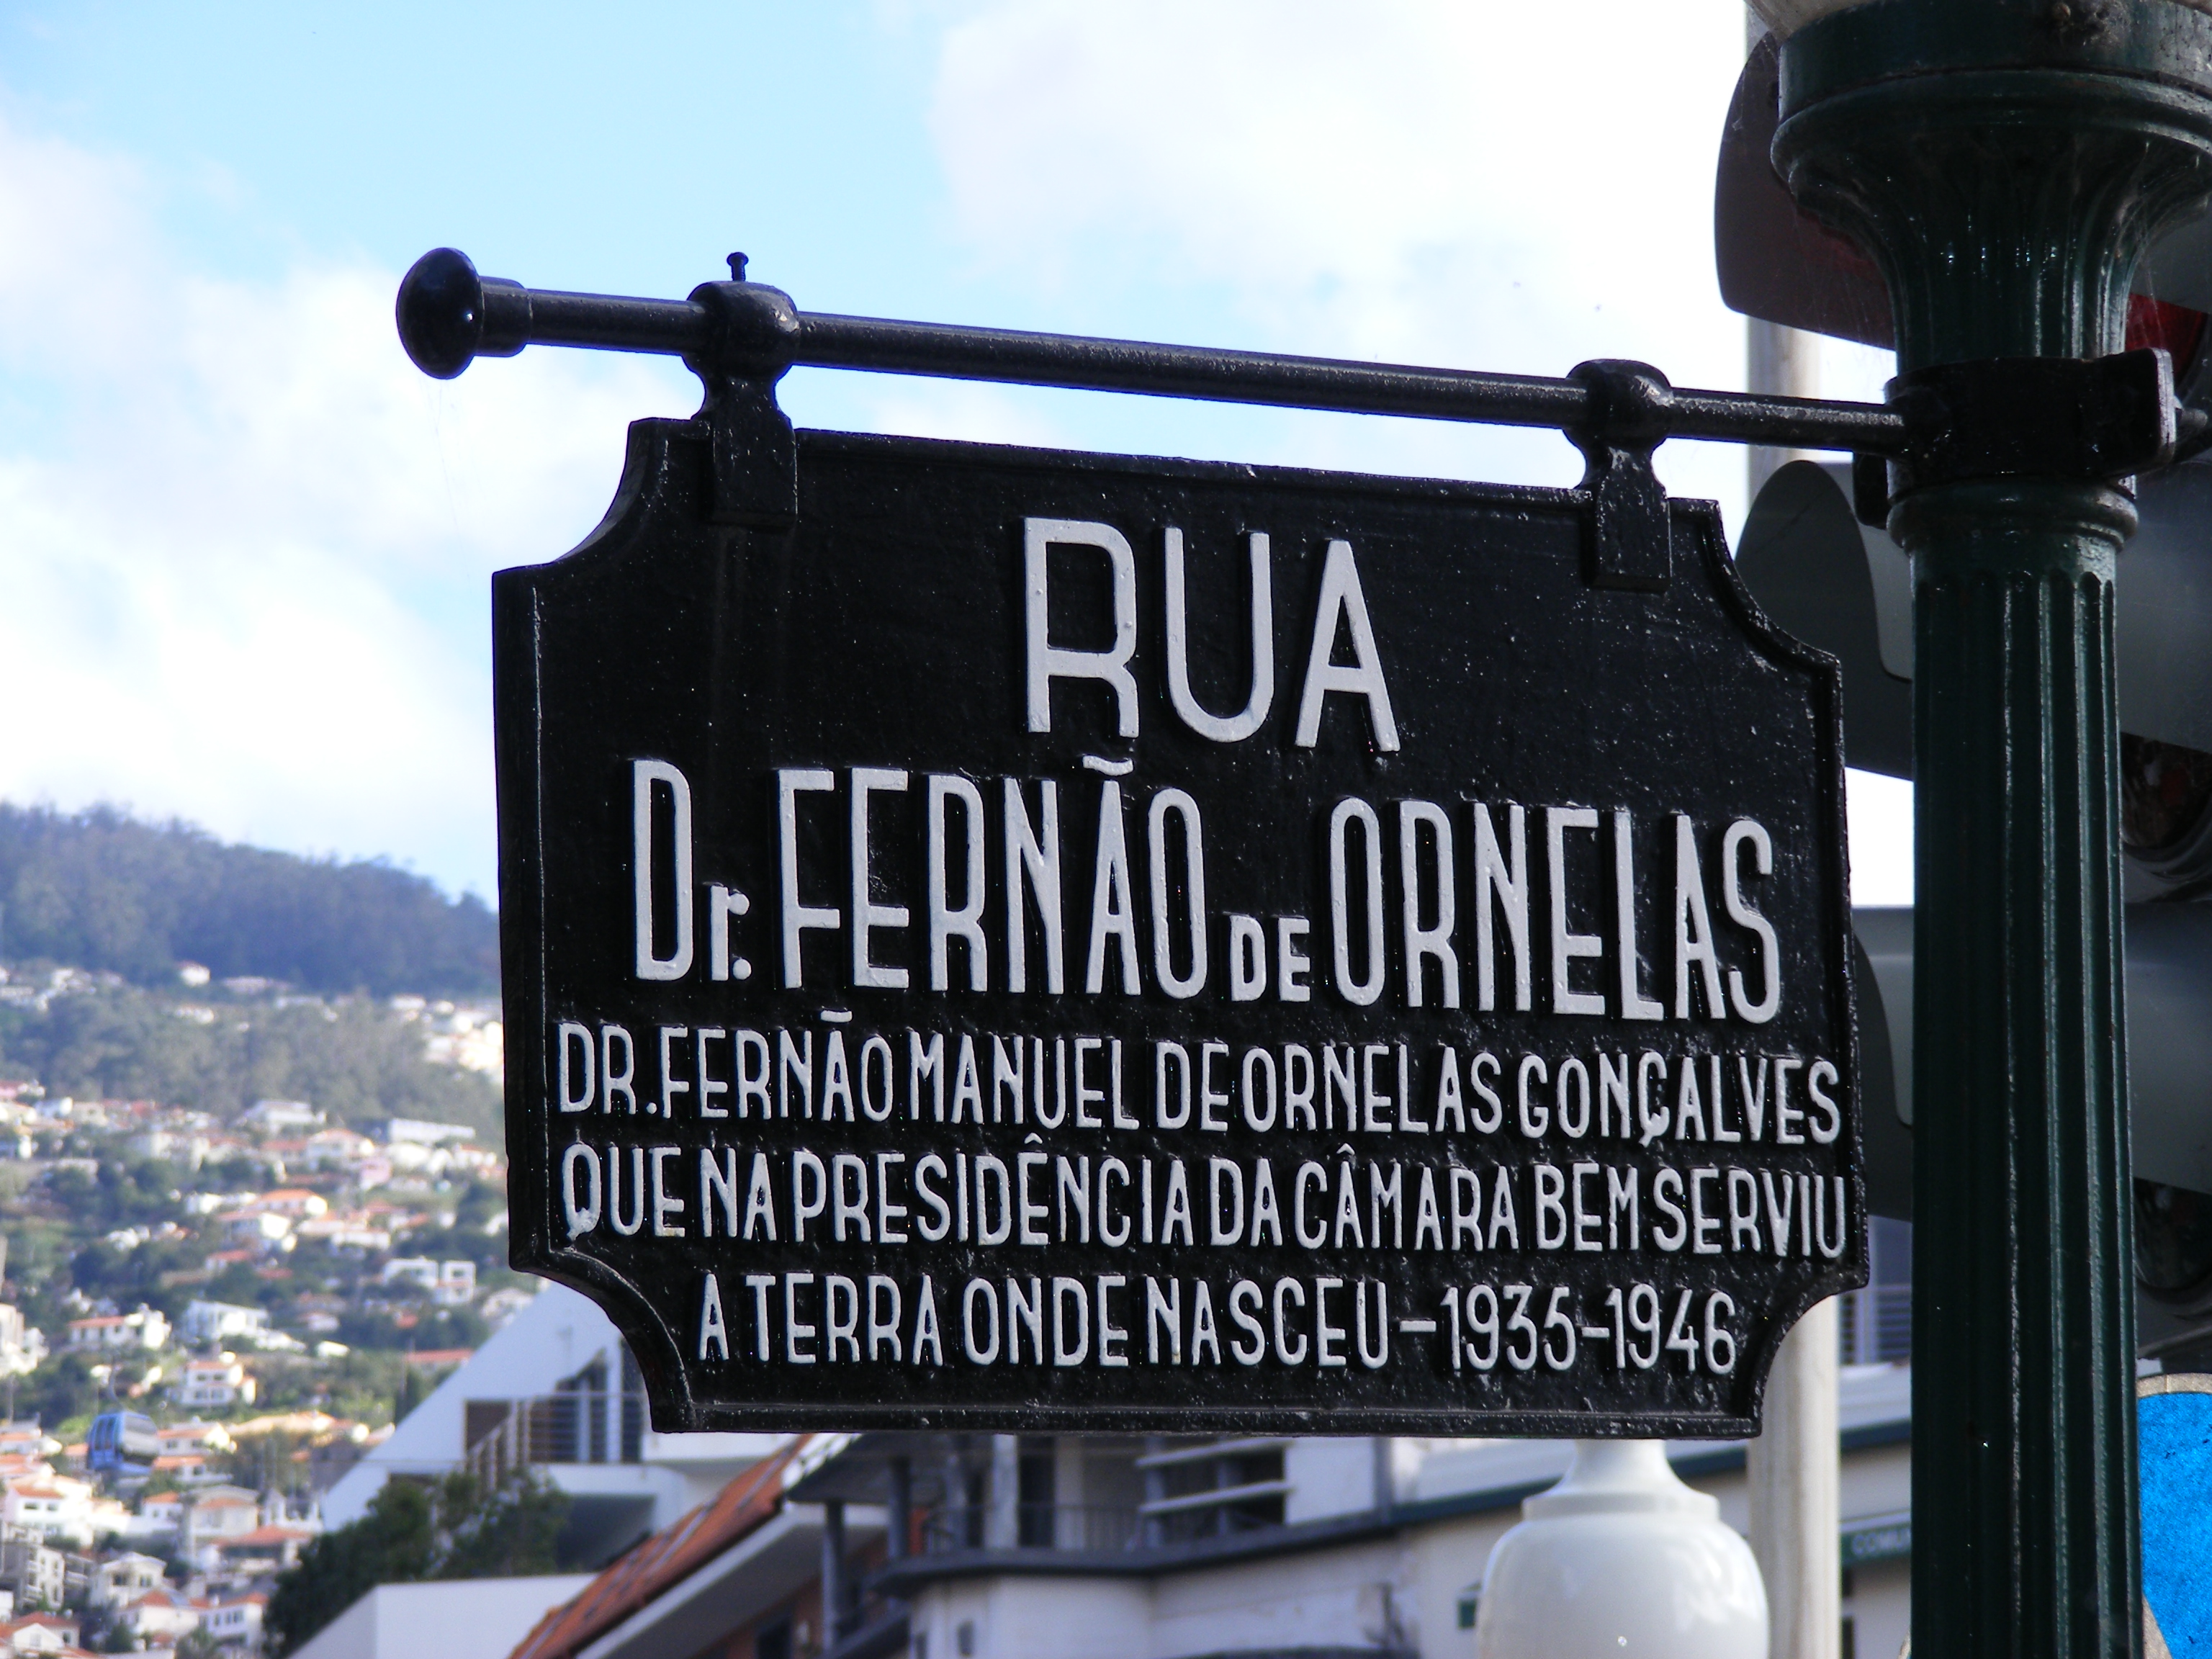 RUA
Dr. FERNÃO DE ORNELAS
DR. FERNÃO MANUEL DE ORNELAS GONÇALVES
QUE NA PRESIDÊNCIA DA CÂMARA BEM SERVIU
A TERRA ONDE NASCEU - 1935-1946